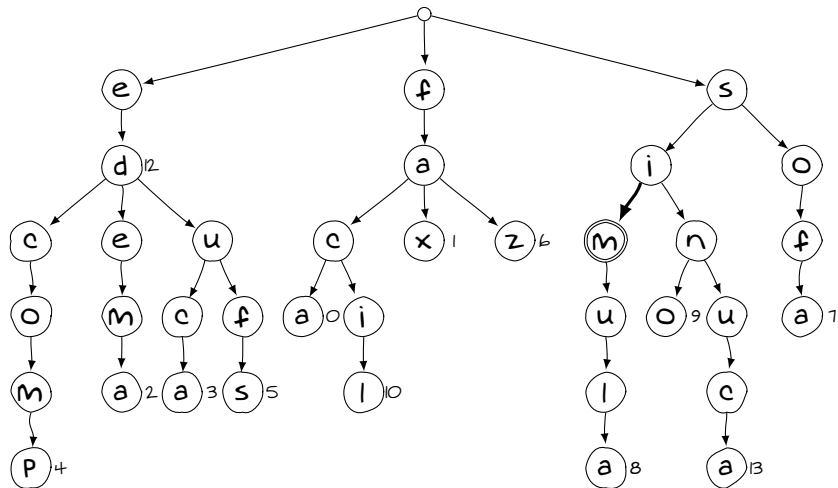 e f s
d 12 a i o
c e u c x 1 z 6 m n f
o m c f a 0 i u o 9 u a 7
m a 2 a 3 s 5 l 10 l c
p 4 a 8 a 13